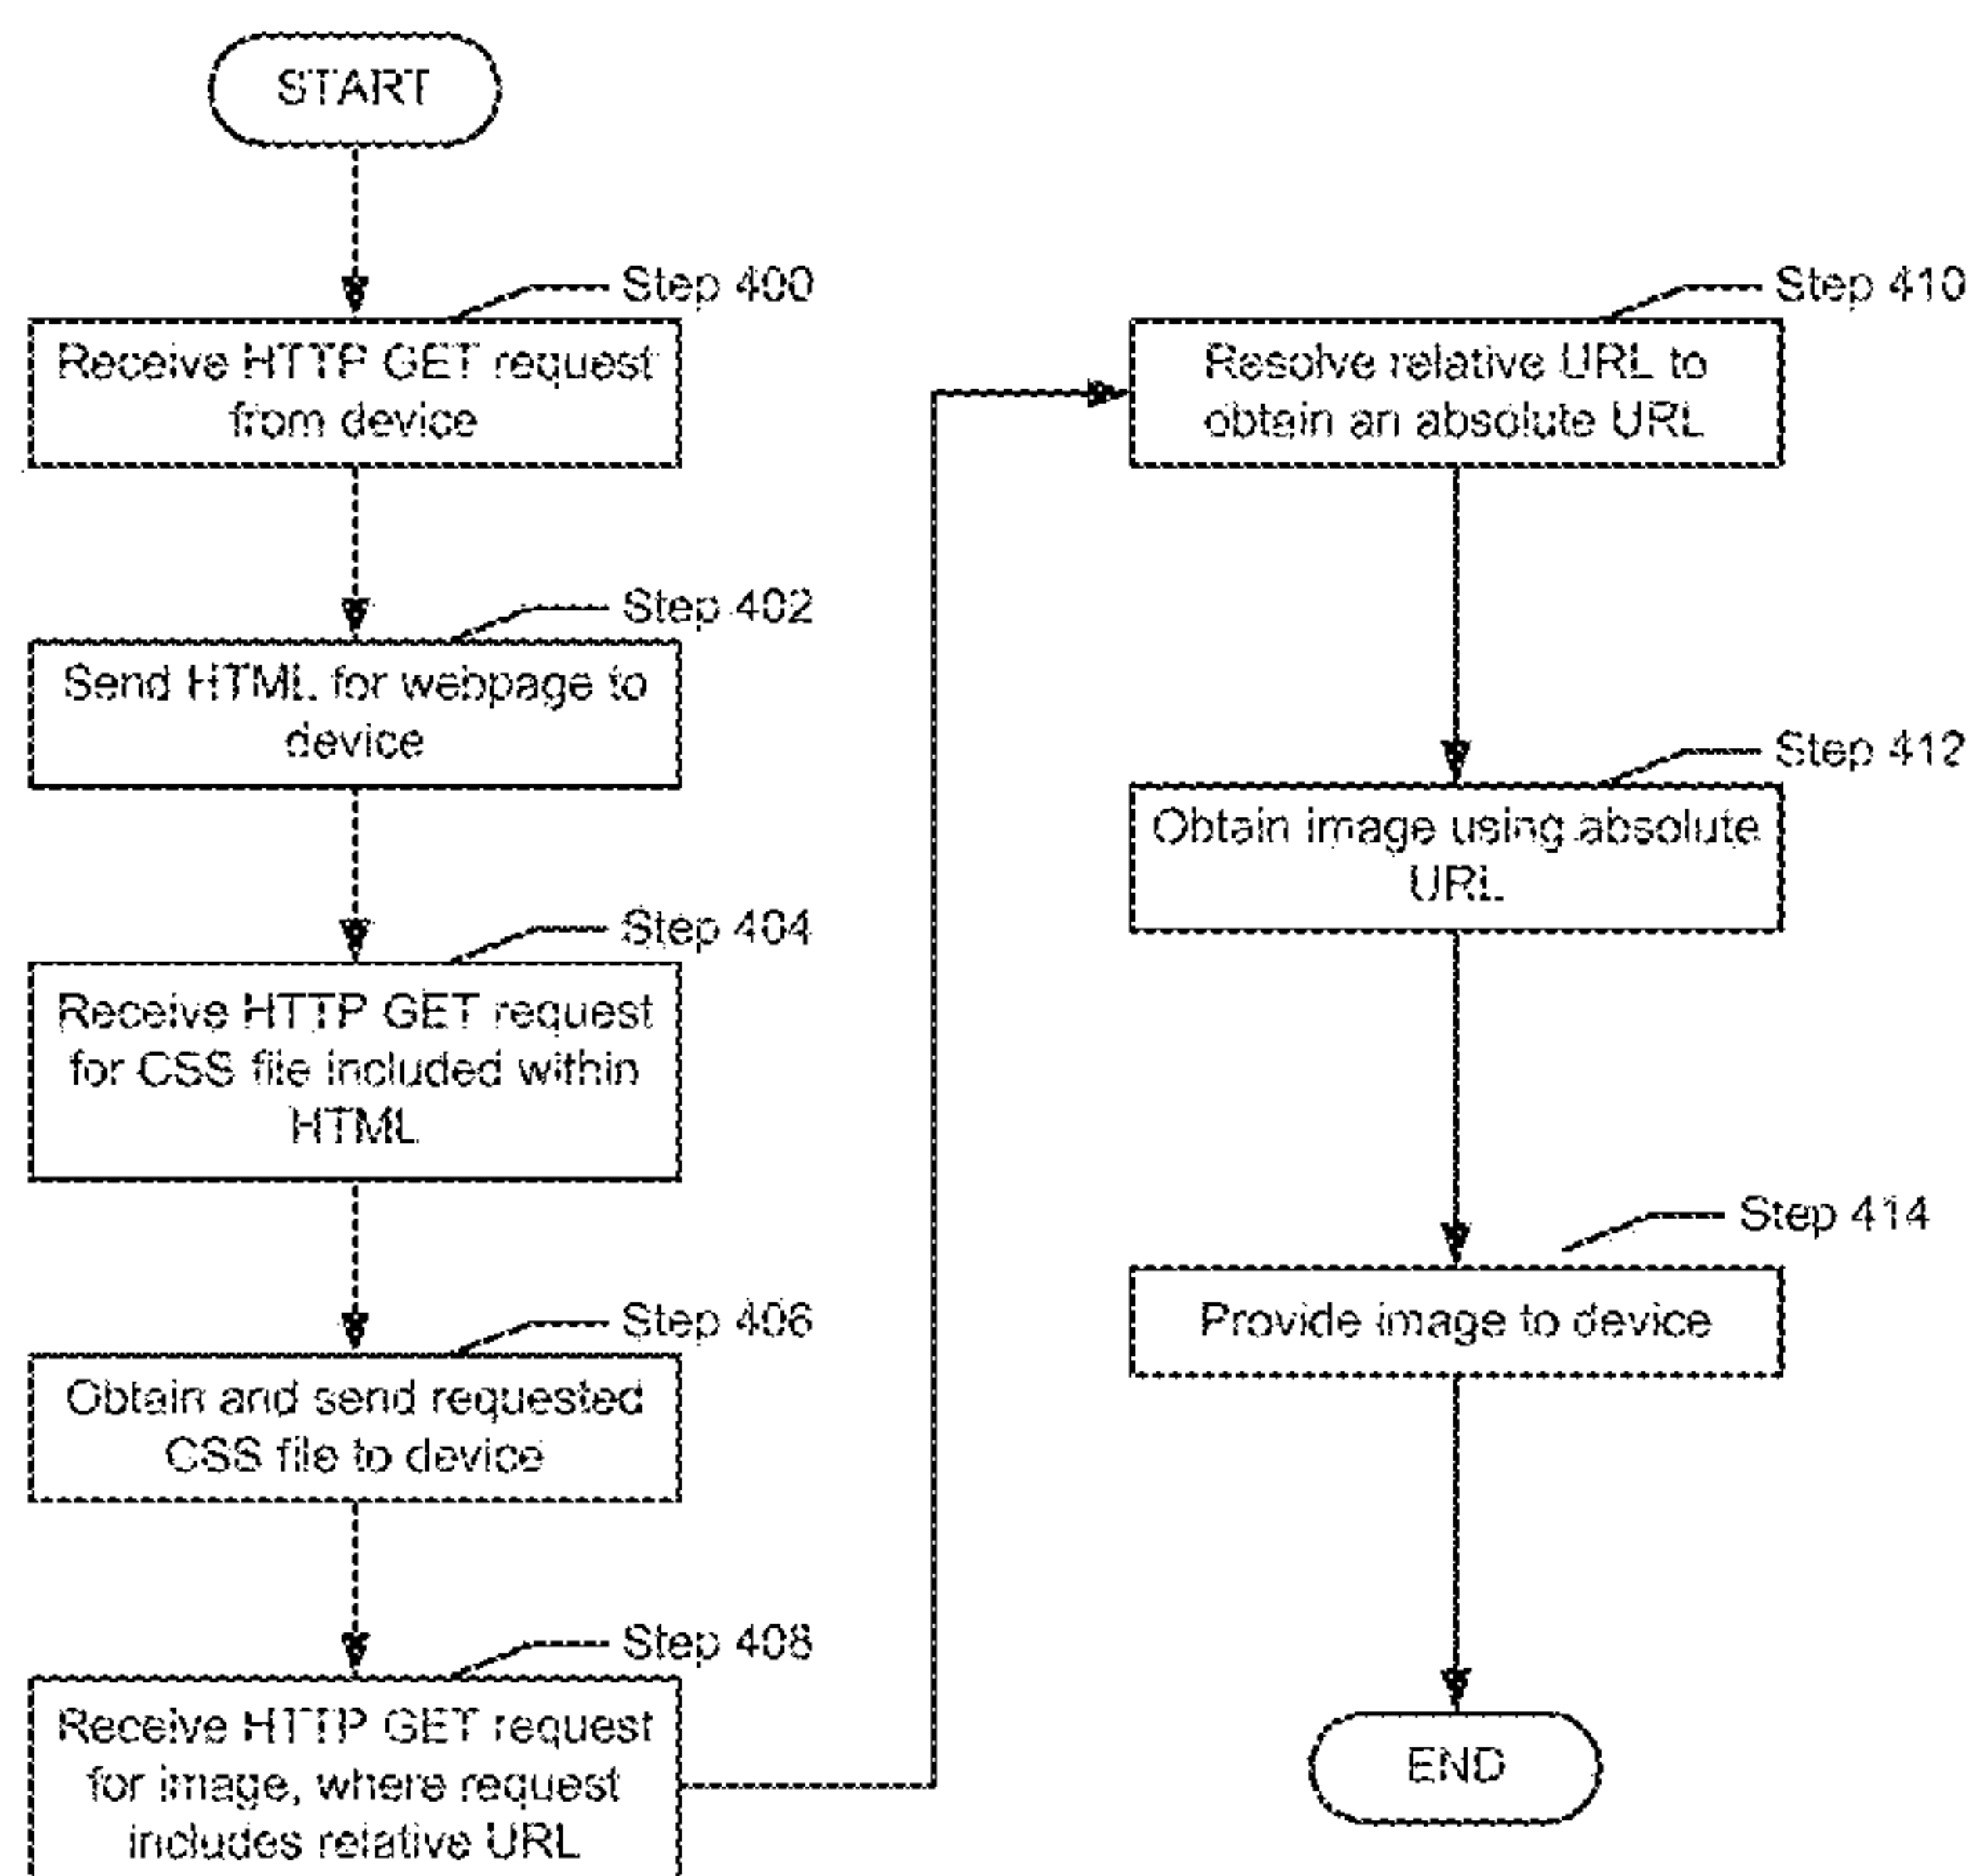 START
Step 400
Receive HTTP GET request
from device
Step 402
Send HTML for webpage to
device
Step 404
Receive HTTP GET request
for CSS file included within
HTML
Step 406
Obtain and send requested
CSS file to device
Step 408
Receive HTTP GET request
for image, where request
includes relative URL
Step 410
Resolve relative URL to
obtain an absolute URL
Step 412
Obtain image using absolute
URL
Step 414
Provide image to device
END